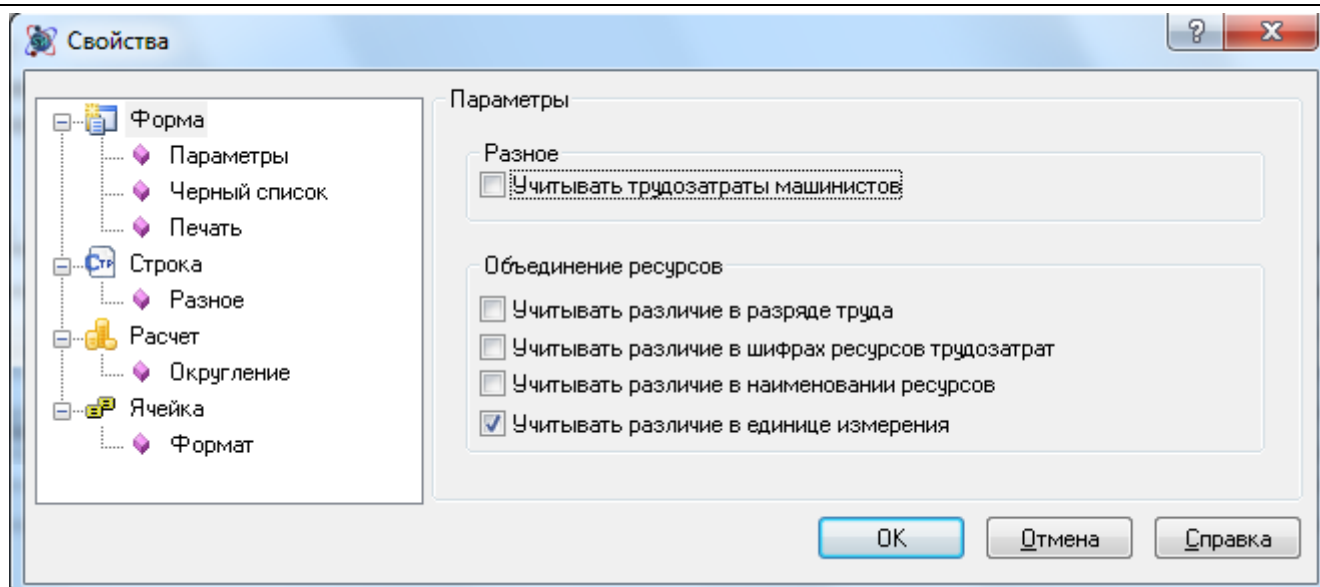 Свойства
Форма
Параметры
Черный список
Печать
Строка
Разное
Расчет
Округление
Ячейка
Формат
Параметры
Разное
Учитывать трудозатраты машинистов
Объединение ресурсов
Учитывать различие в разряде труда
Учитывать различие в шифрах ресурсов трудозатрат
Учитывать различие в наименовании ресурсов
Учитывать различие в единице измерения
OK
Отмена
Справка